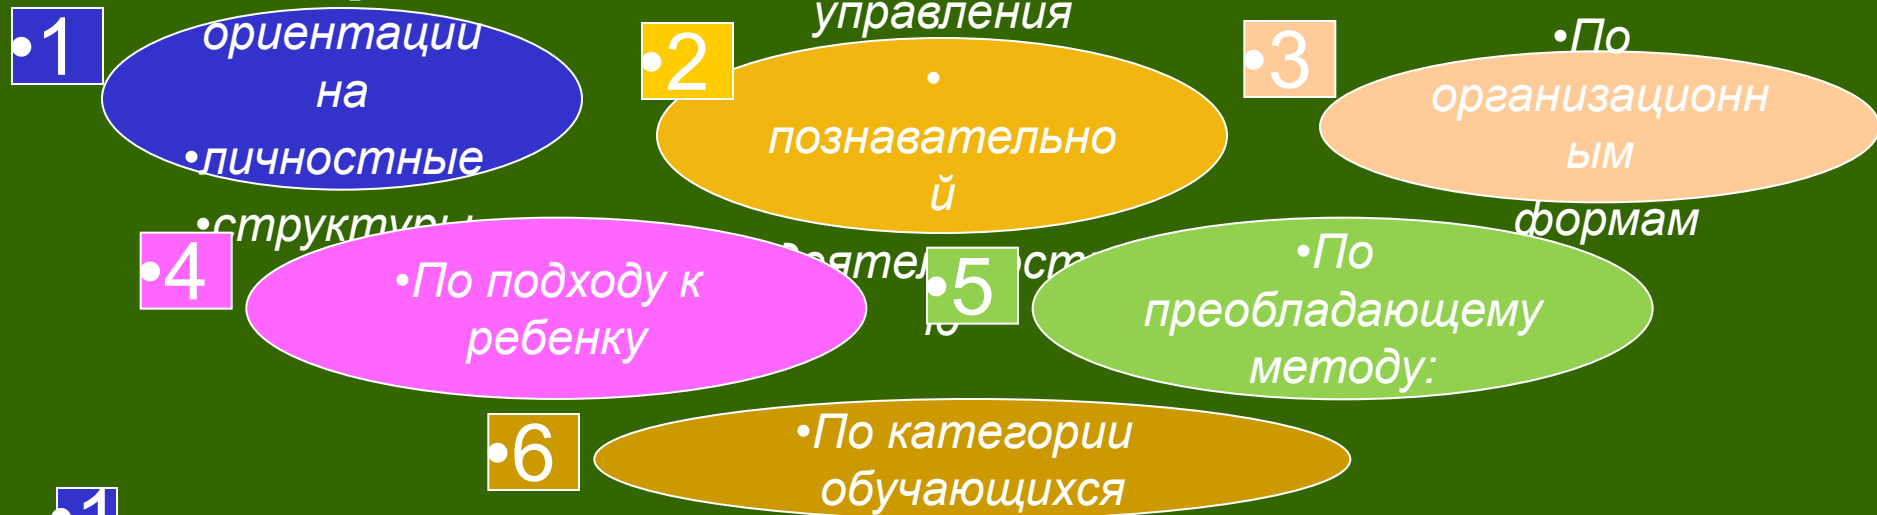 •1
ориентации
на
•личностные
•структуры
•2
управления
•
познавательно
й
ю
•3
•По
организационн
ым
формам
•4
•По подходу к
ребенку
•5
•По
преобладающему
методу:
•6
•По категории
обучающихся
•1